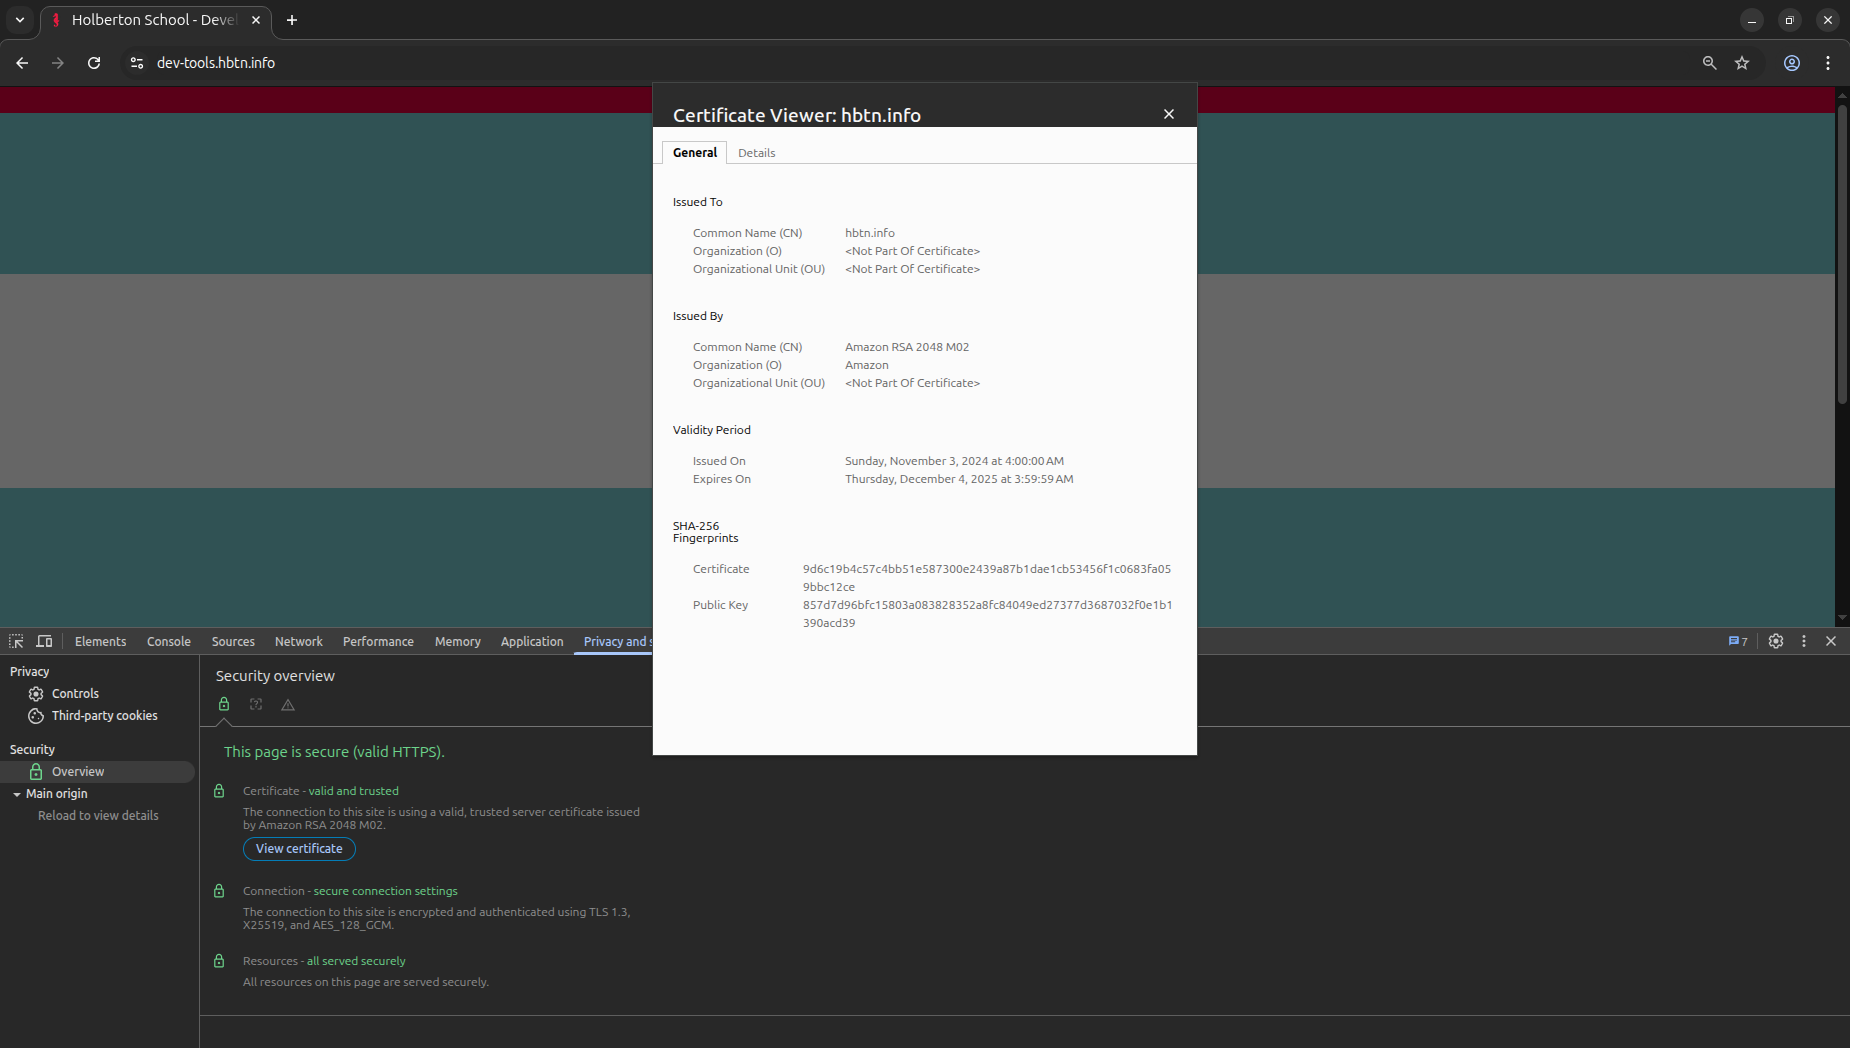 Holberton School - Devel
dev-tools.hbtn.info
Certificate Viewer: hbtn.info
General
Details
Issued To
Common Name (CN) hbtn.info
Organization (O) <Not Part Of Certificate>
Organizational Unit (OU) <Not Part Of Certificate>
Issued By
Common Name (CN) Amazon RSA 2048 M02
Organization (O) Amazon
Organizational Unit (OU) <Not Part Of Certificate>
Validity Period
Issued On Sunday, November 3, 2024 at 4:00:00 AM
Expires On Thursday, December 4, 2025 at 3:59:59 AM
SHA-256
Fingerprints
Certificate 9d6c19b4c57c4bb51e587300e2439a87b1dae1cb53456f1c0683fa05
9bbc12ce
Public Key 857d7d96bfc15803a083828352a8fc84049ed27377d3687032f0e1b1
390acd39
Elements Console Sources Network Performance Memory Application Privacy and s
7
Privacy
Controls
Third-party cookies
Security
Overview
Main origin
Reload to view details
Security overview
This page is secure (valid HTTPS).
Certificate - valid and trusted
The connection to this site is using a valid, trusted server certificate issued
by Amazon RSA 2048 M02.
View certificate
Connection - secure connection settings
The connection to this site is encrypted and authenticated using TLS 1.3,
X25519, and AES_128_GCM.
Resources - all served securely
All resources on this page are served securely.